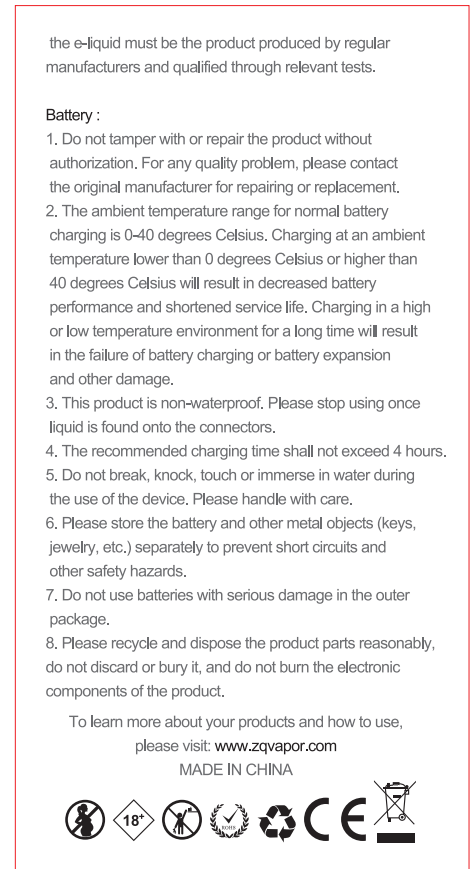 the e-liquid must be the product produced by regular
manufacturers and qualified through relevant tests.
Battery :
1. Do not tamper with or repair the product without
authorization. For any quality problem, please contact
the original manufacturer for repairing or replacement.
2. The ambient temperature range for normal battery
charging is 0-40 degrees Celsius. Charging at an ambient
temperature lower than 0 degrees Celsius or higher than
40 degrees Celsius will result in decreased battery
performance and shortened service life. Charging in a high
or low temperature environment for a long time will result
in the failure of battery charging or battery expansion
and other damage.
3. This product is non-waterproof. Please stop using once
liquid is found onto the connectors.
4. The recommended charging time shall not exceed 4 hours.
5. Do not break, knock, touch or immerse in water during
the use of the device. Please handle with care.
6. Please store the battery and other metal objects (keys,
jewelry, etc.) separately to prevent short circuits and
other safety hazards.
7. Do not use batteries with serious damage in the outer
package.
8. Please recycle and dispose the product parts reasonably,
do not discard or bury it, and do not burn the electronic
components of the product.
To learn more about your products and how to use,
please visit: www.zqvapor.com
MADE IN CHINA
18+ ROHS CE